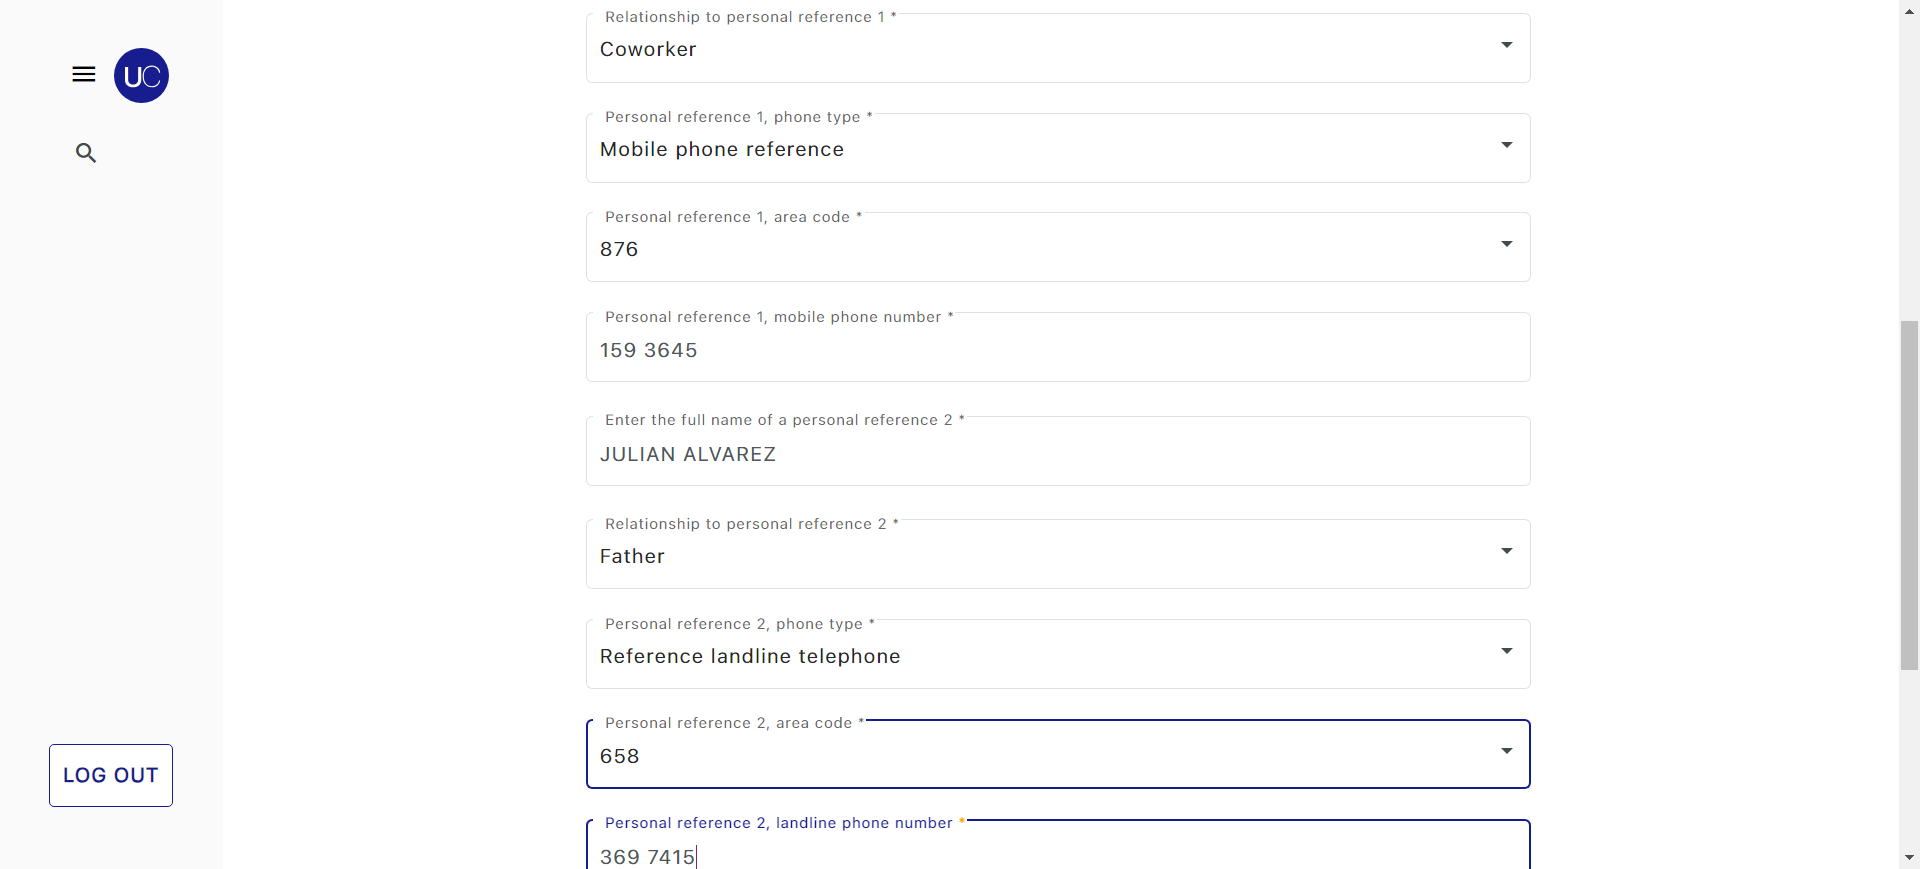 UC
LOG OUT
Relationship to personal reference 1 *
Coworker
Personal reference 1, phone type *
Mobile phone reference
Personal reference 1, area code *
876
Personal reference 1, mobile phone number *
159 3645
Enter the full name of a personal reference 2 *
JULIAN ALVAREZ
Relationship to personal reference 2 *
Father
Personal reference 2, phone type *
Reference landline telephone
Personal reference 2, area code *
658
Personal reference 2, landline phone number *
369 7415